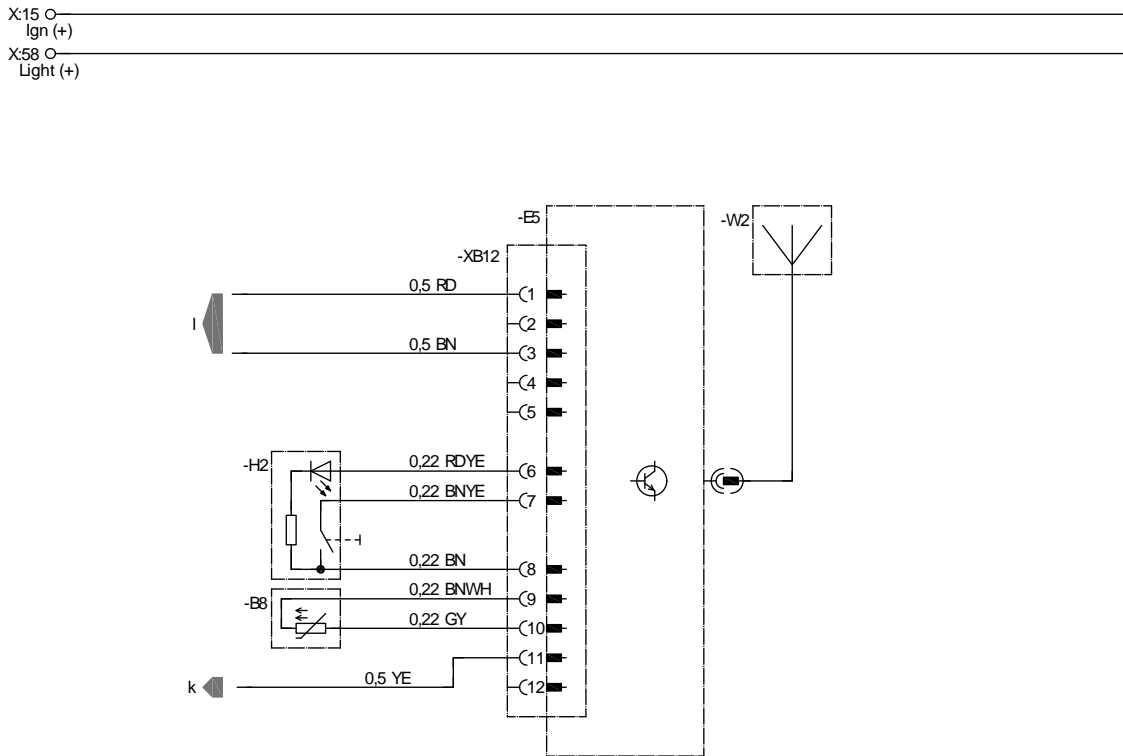 X:15
Ign (+)
X:58
Light (+)
-E5
-W2
-XB12
0,5 RD
1
l
2
0,5 BN
3
4
5
-H2
0,22 RDYE
6
0,22 BNYE
7
0,22 BN
8
-B8
0,22 BNWH
9
0,22 GY
10
11
k
0,5 YE
12